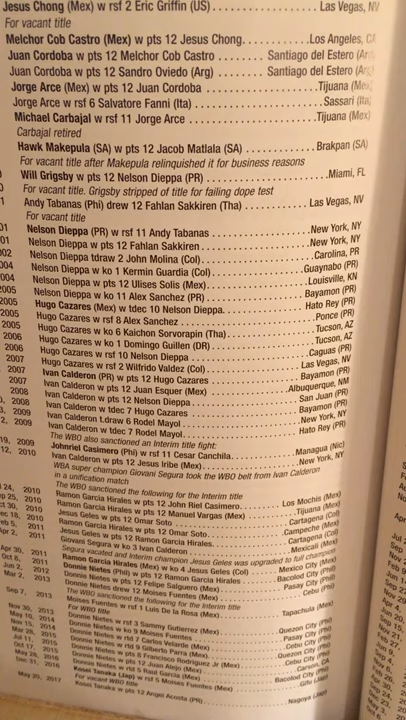 Jesus Chong (Mex) w rsf 2 Eric Griffin (US) Las Vegas, NV
For vacant title
Melchor Cob Castro (Mex) w pts 12 Jesus Chong Los Angeles, CA
Juan Cordoba w pts 12 Melchor Cob Castro Santiago del Estero (Arg)
Juan Cordoba w pts 12 Sandro Oviedo (Arg) Santiago del Estero (Arg)
Jorge Arce (Mex) w pts 12 Juan Cordoba Tijuana (Mex)
Jorge Arce w rsf 6 Salvatore Fanni (Ita) Sassari (Ita)
Michael Carbajal w rsf 11 Jorge Arce Tijuana (Mex)
Carbajal retired
Hawk Makepula (SA) w pts 12 Jacob Matlala (SA) Brakpan (SA)
For vacant title after Makepula relinquished it for business reasons
Will Grigsby w pts 12 Nelson Dieppa (PR) Miami, FL
For vacant title. Grigsby stripped of title for failing dope test
Andy Tabanas (Phi) drew 12 Fahlan Sakkiren (Tha) Las Vegas, NV
For vacant title
01 Nelson Dieppa (PR) w rsf 11 Andy Tabanas New York, NY
01 Nelson Dieppa w pts 12 Fahlan Sakkiren New York, NY
002 Nelson Dieppa tdraw 2 John Molina (Col) Carolina, PR
004 Nelson Dieppa w ko 1 Kermin Guardia (Col) Guaynabo (PR)
004 Nelson Dieppa w pts 12 Ulises Solis (Mex) Louisville, KN
2005 Nelson Dieppa w ko 11 Alex Sanchez (PR) Bayamon (PR)
2005 Hugo Cazares (Mex) w tdec 10 Nelson Dieppa Hato Rey (PR)
2005 Hugo Cazares w rsf 8 Alex Sanchez Ponce (PR)
2006 Hugo Cazares w ko 6 Kaichon Sorvorapin (Tha) Tucson, AZ
2006 Hugo Cazares w ko 1 Domingo Guillen (DR) Tucson, AZ
2006 Hugo Cazares w rsf 10 Nelson Dieppa Caguas (PR)
2007 Hugo Cazares w rsf 2 Wilfrido Valdez (Col) Las Vegas, NV
2007 Ivan Calderon (PR) w pts 12 Hugo Cazares Bayamon (PR)
2007 Ivan Calderon w pts 12 Juan Esquer (Mex) Albuquerque, NM
2008 Ivan Calderon w pts 12 Nelson Dieppa San Juan (PR)
2008 Ivan Calderon w tdec 7 Hugo Cazares Bayamon (PR)
3, 2009 Ivan Calderon t.draw 6 Rodel Mayol New York, NY
2, 2009 Ivan Calderon w tdec 7 Rodel Mayol Hato Rey (PR)
The WBO also sanctioned an Interim title fight:
19, 2009 Johnriel Casimero (Phi) w rsf 11 Cesar Canchila Managua (Nic)
12, 2010 Ivan Calderon w pts 12 Jesus Iribe (Mex) New York, NY
WBA super champion Giovani Segura took the WBO belt from Ivan Calderon
in a unification match
The WBO sanctioned the following for the Interim title
24, 2010 Ramon Garcia Hirales w pts 12 John Riel Casimero Los Mochis (Mex)
25, 2010 Ramon Garcia Hirales w pts 12 Manuel Vargas (Mex) Tijuana (Mex)
30, 2010 Jesus Geles w pts 12 Omar Soto Cartagena (Col)
18, 2010 Ramon Garcia Hirales w pts 12 Omar Soto Campeche (Mex)
Feb 5, 2011 Jesus Geles w pts 12 Ramon Garcia Hirales Cartagena (Col)
Apr 2, 2011 Giovani Segura w ko 3 Ivan Calderon Mexicali (Mex)
Segura vacated and interim champion Jesus Geles was upgraded to full champion
Apr 30, 2011 Ramon Garcia Hirales (Mex) w ko 4 Jesus Geles (Col) Mexico City (Mex)
Oct 8, 2011 Donnie Nietes (Phi) w pts 12 Ramon Garcia Hirales Bacolod City (Phi)
Jun 2, 2012 Donnie Nietes w pts 12 Felipe Salguero (Mex) Pasay City (Phi)
Mar 2, 2013 Donnie Nietes drew 12 Moises Fuentes (Mex) Cebu (Phi)
The WBO sanctioned the following for the Interim title
Sep 7, 2013 Moises Fuentes w rsf 1 Luis De la Rosa (Mex) Tapachula (Mex)
For WBO title
Nov 30, 2013 Donnie Nietes w rsf 3 Sammy Gutierrez (Mex) Quezon City (Phi)
May 10, 2014 Donnie Nietes w ko 9 Moises Fuentes Pasay City (Phi)
Nov 15, 2014 Donnie Nietes w rtd 7 Carlos Velarde (Mex) Cebu City (Phi)
Mar 28, 2015 Donnie Nietes w rtd 9 Gilberto Parra (Mex) Quezon City (Phi)
Jul 11, 2015 Donnie Nietes w pts 8 Francisco Rodriguez Jr (Mex) Cebu City (Phi)
Oct 17, 2015 Donnie Nietes w pts 12 Juan Alejo (Mex) Carson, CA
May 28, 2016 Donnie Nietes w rsf 5 Raul Garcia (Mex) Bacolod City (Phi)
Dec 31, 2016 Kosei Tanaka (Jap) w rsf 5 Moises Fuentes (Mex) Gifu (Jap)
For vacant WBO title
May 20, 2017 Kosei Tanaka w pts 12 Angel Acosta (PR) Nagoya (Jap)